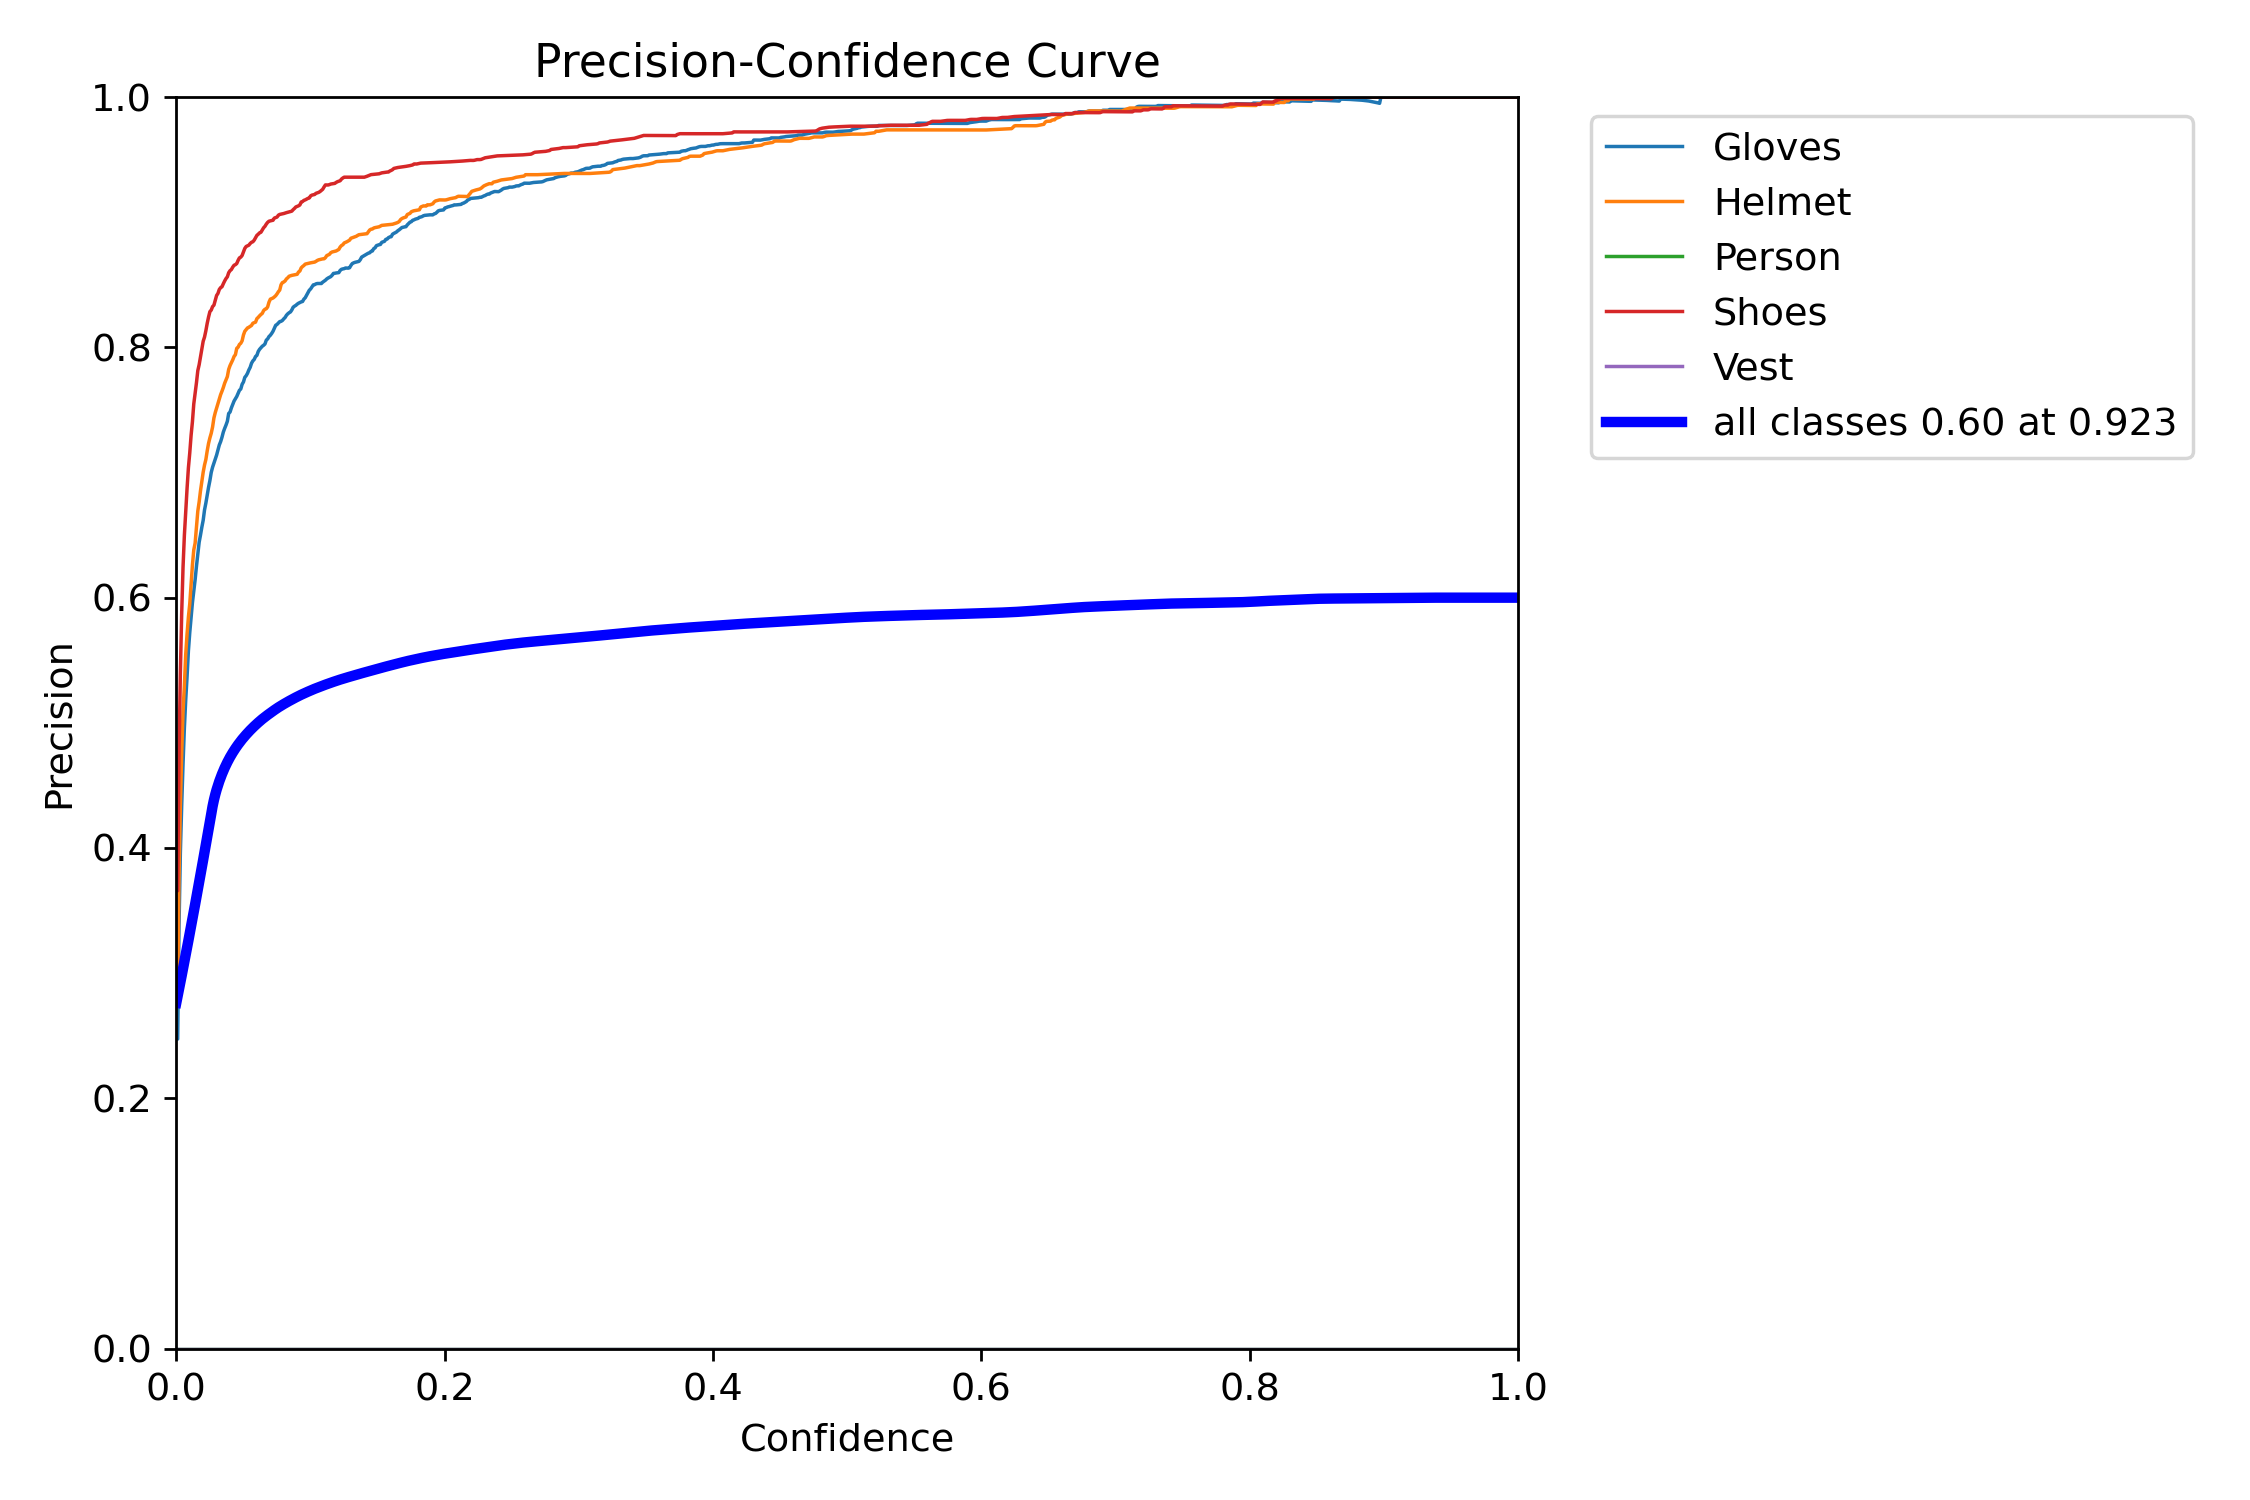 Precision-Confidence Curve
1.0
0.8
0.6
0.4
0.2
0.0
Precision
0.0 0.2 0.4 0.6 0.8 1.0
Confidence
Gloves
Helmet
Person
Shoes
Vest
all classes 0.60 at 0.923